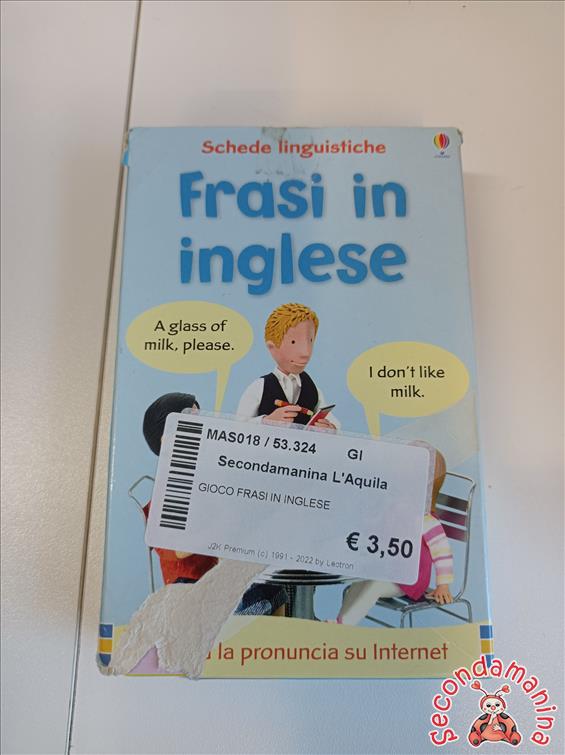 Schede linguistiche
Frasi in
inglese
A glass of
milk, please.
I don't like
milk.
MAS018 / 53.324 GI
Secondamanina L'Aquila
GIOCO FRASI IN INGLESE
€ 3,50
J2K Premium (c) 1991 - 2022 by Lectron
la pronuncia su Internet
Secondamanina